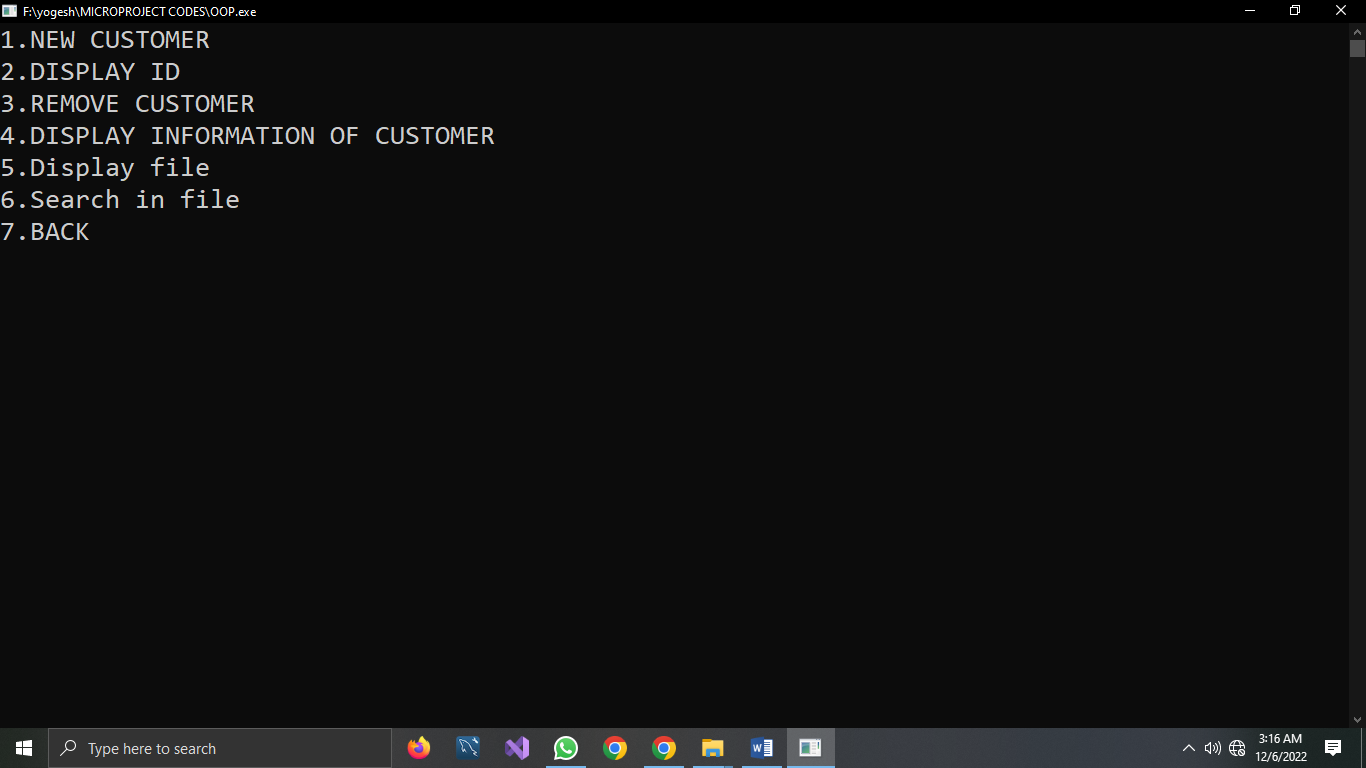 F:\yogesh\MICROPROJECT CODES\OOP.exe
1.NEW CUSTOMER
2.DISPLAY ID
3.REMOVE CUSTOMER
4.DISPLAY INFORMATION OF CUSTOMER
5.Display file
6.Search in file
7.BACK
Type here to search
3:16 AM
12/6/2022